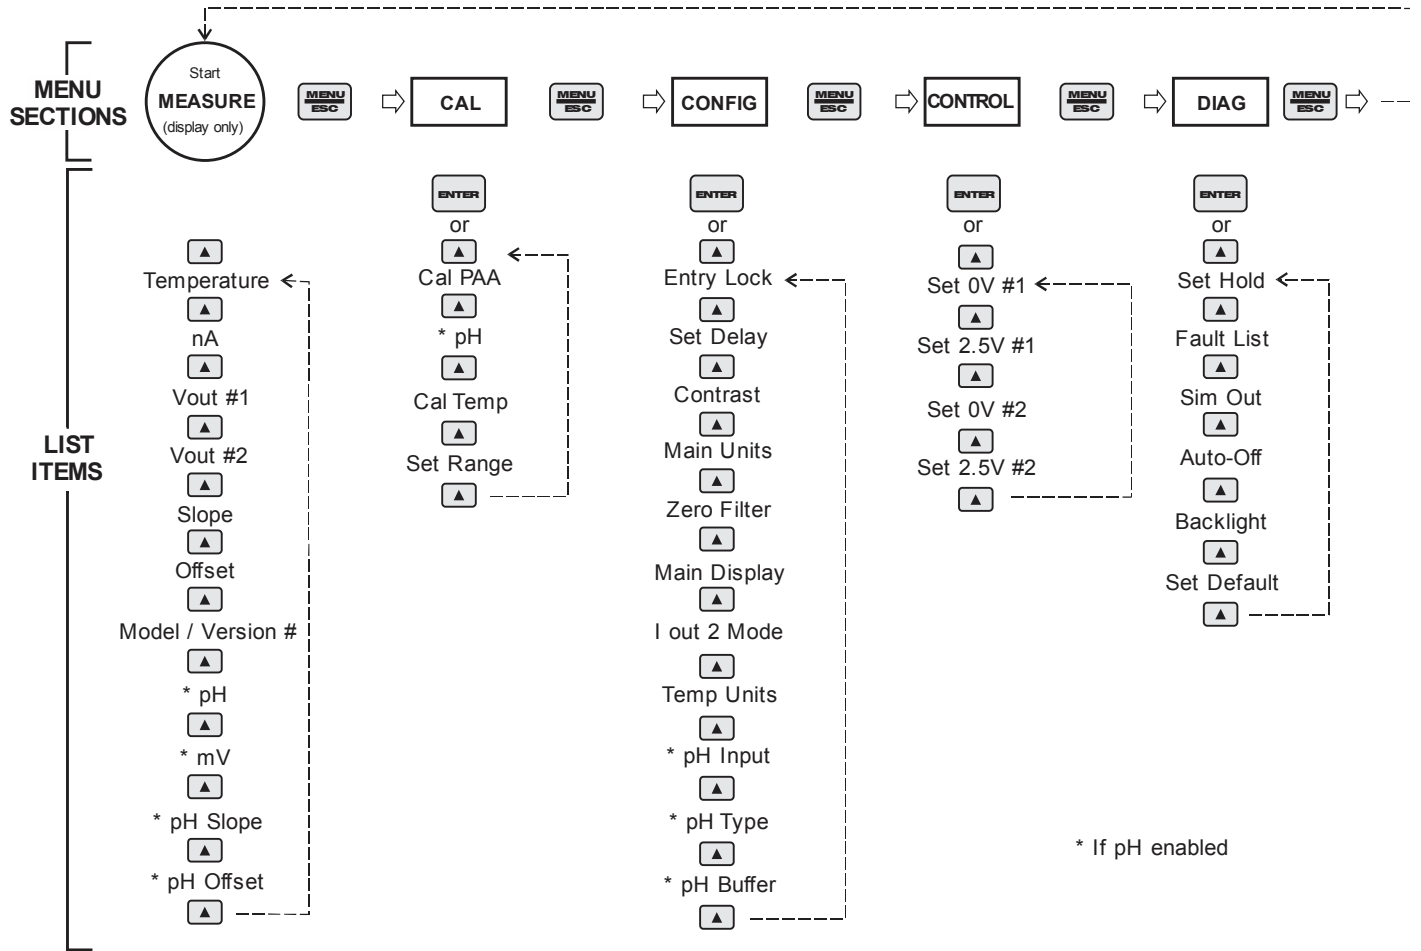 MENU
SECTIONS
Start
MEASURE
(display only)
MENU
ESC
CAL
MENU
ESC
CONFIG
MENU
ESC
CONTROL
MENU
ESC
DIAG
MENU
ESC
LIST
ITEMS
Temperature
nA
Vout #1
Vout #2
Slope
Offset
Model / Version #
* pH
* mV
* pH Slope
* pH Offset
ENTER
or
Cal PAA
* pH
Cal Temp
Set Range
ENTER
or
Entry Lock
Set Delay
Contrast
Main Units
Zero Filter
Main Display
I out 2 Mode
Temp Units
* pH Input
* pH Type
* pH Buffer
ENTER
or
Set 0V #1
Set 2.5V #1
Set 0V #2
Set 2.5V #2
ENTER
or
Set Hold
Fault List
Sim Out
Auto-Off
Backlight
Set Default
* If pH enabled